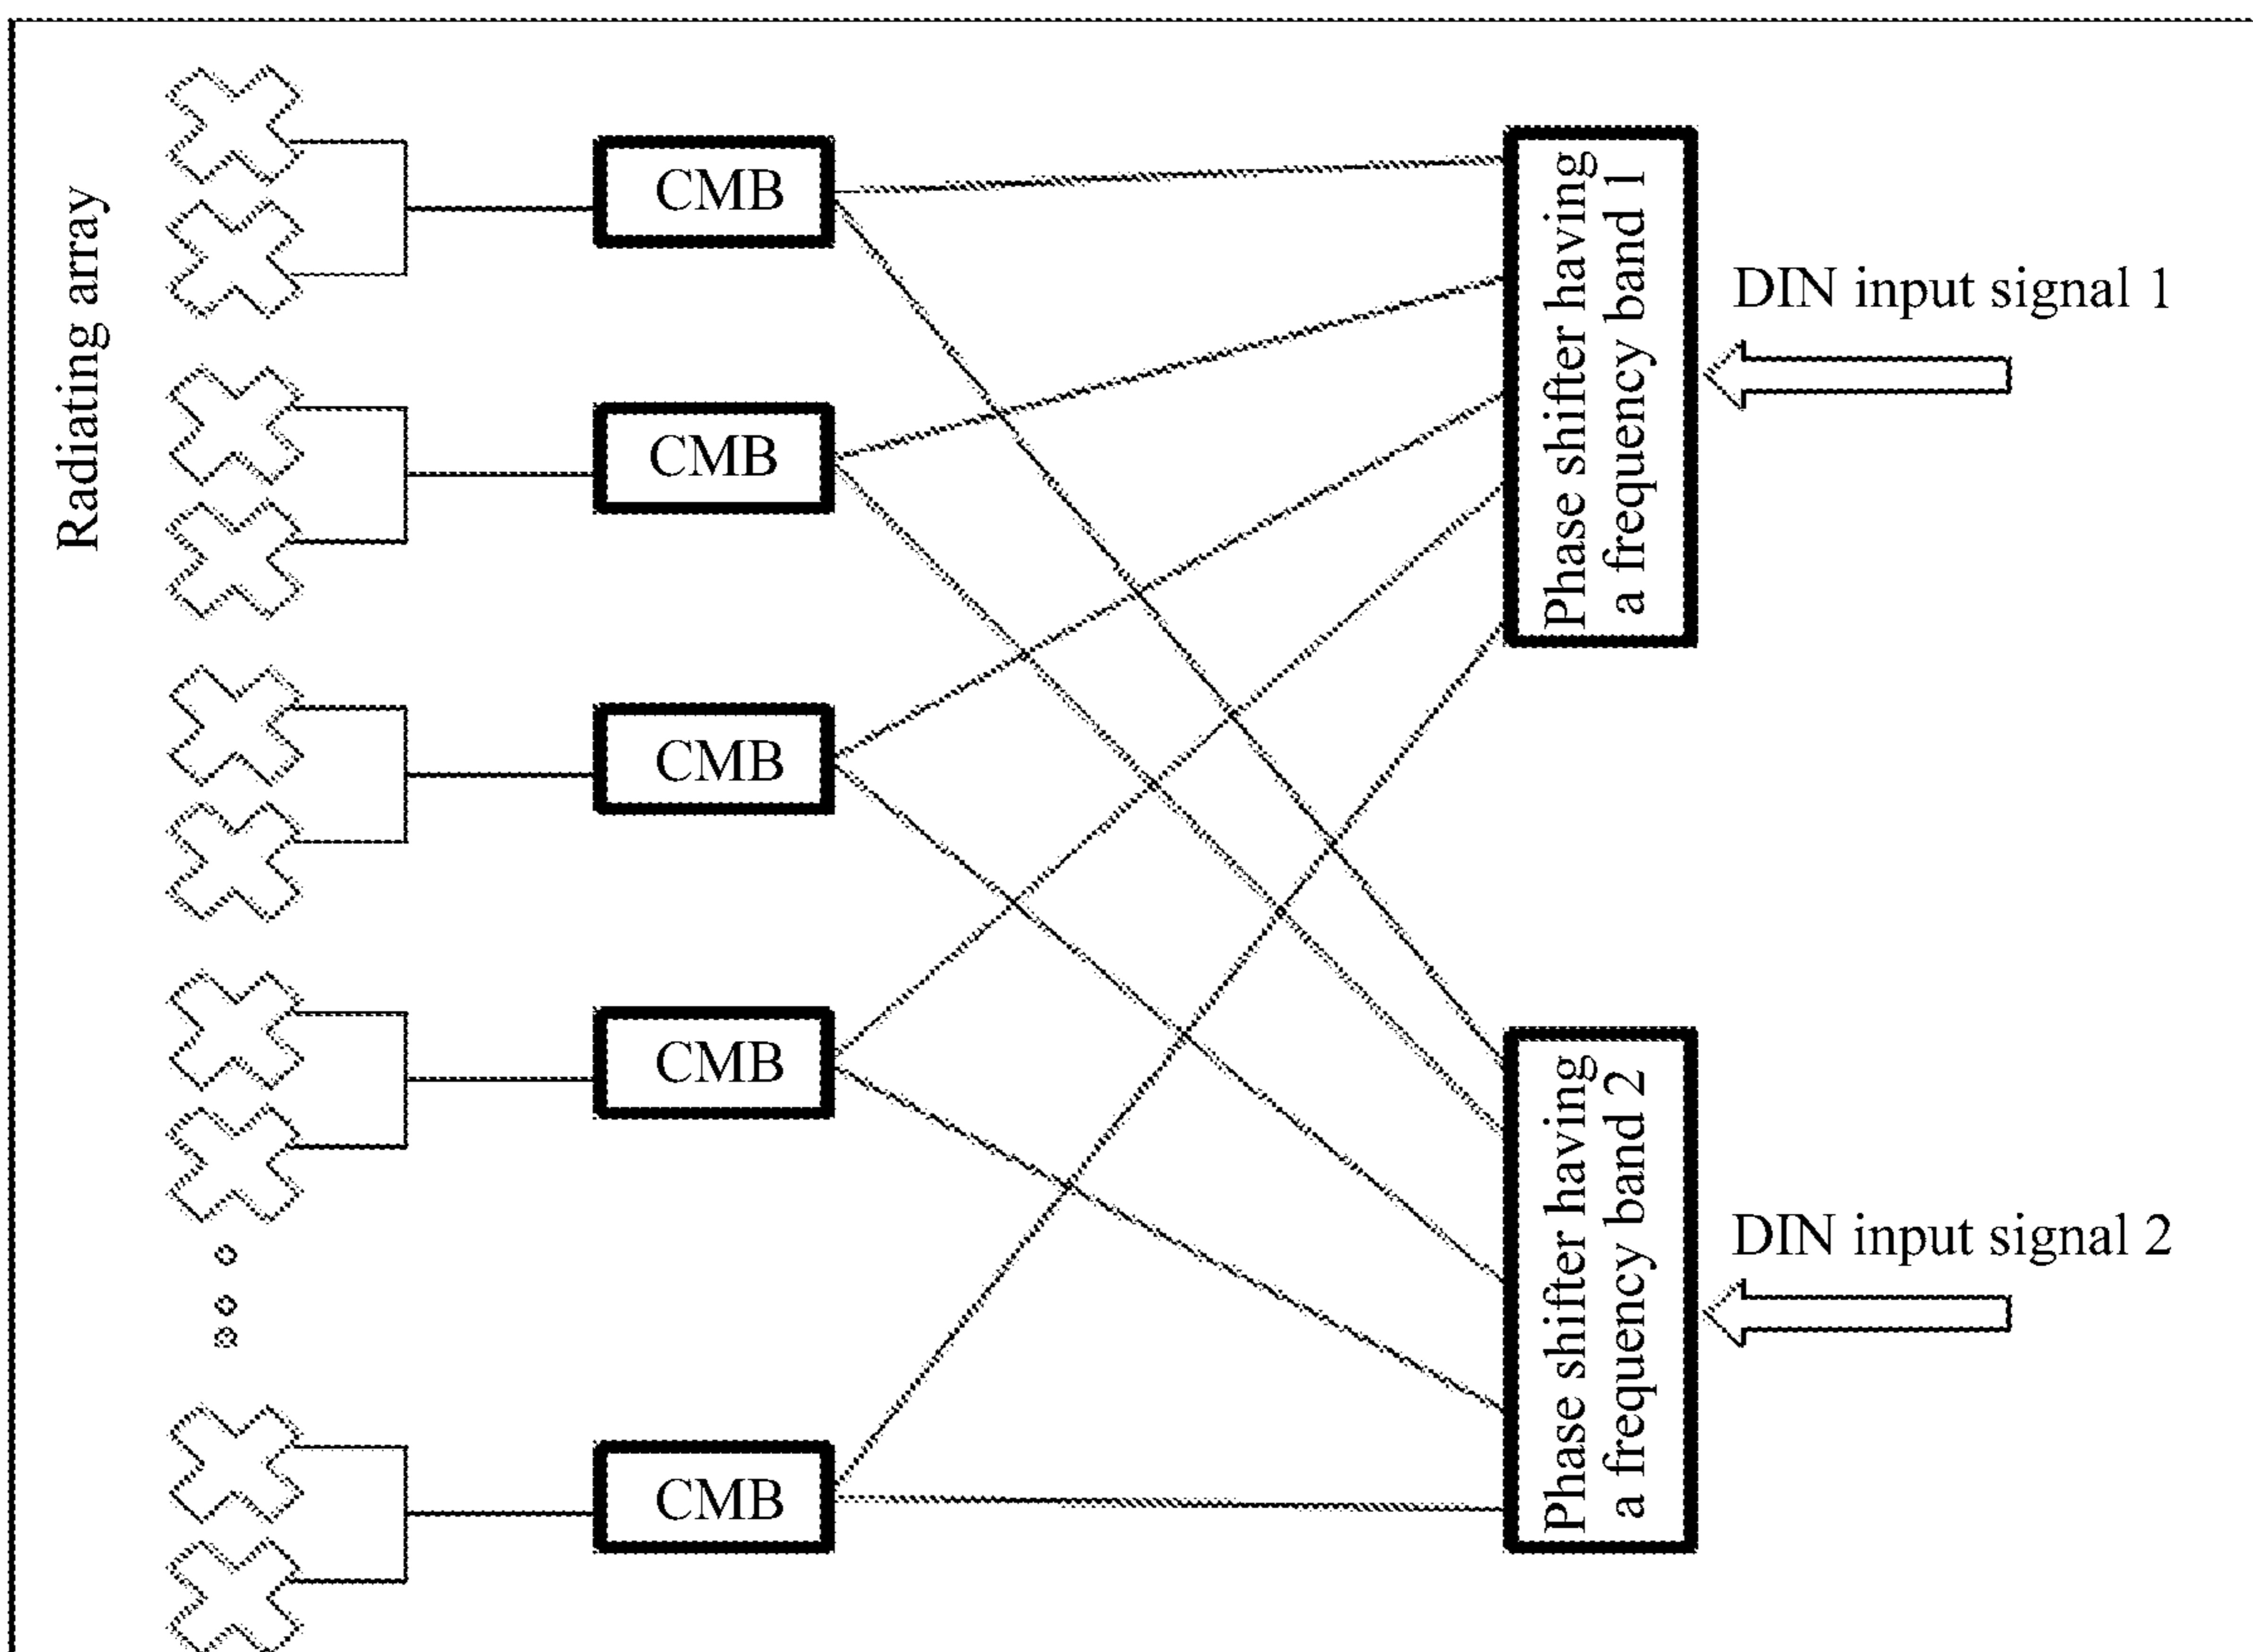 Radiating array
CMB
CMB
CMB
CMB
CMB
Phase shifter having
a frequency band 1
DIN input signal 1
Phase shifter having
a frequency band 2
DIN input signal 2